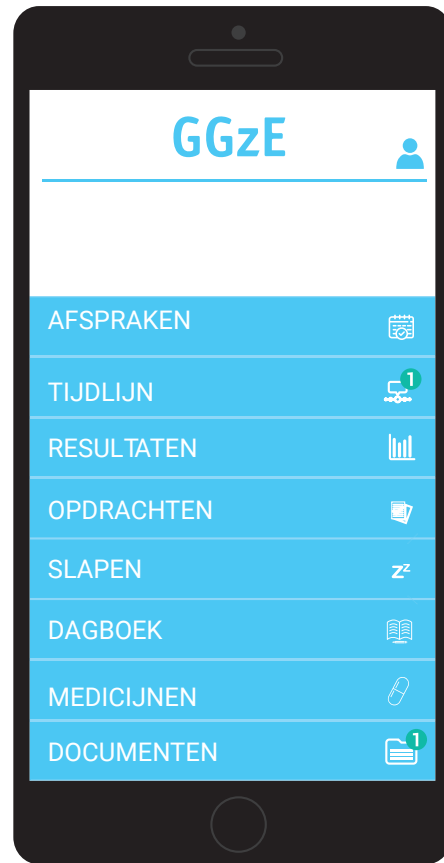 GGzE
AFSPRAKEN
TIJDLIJN 1
RESULTATEN
OPDRACHTEN
SLAPEN zz
DAGBOEK
MEDICIJNEN
DOCUMENTEN 1